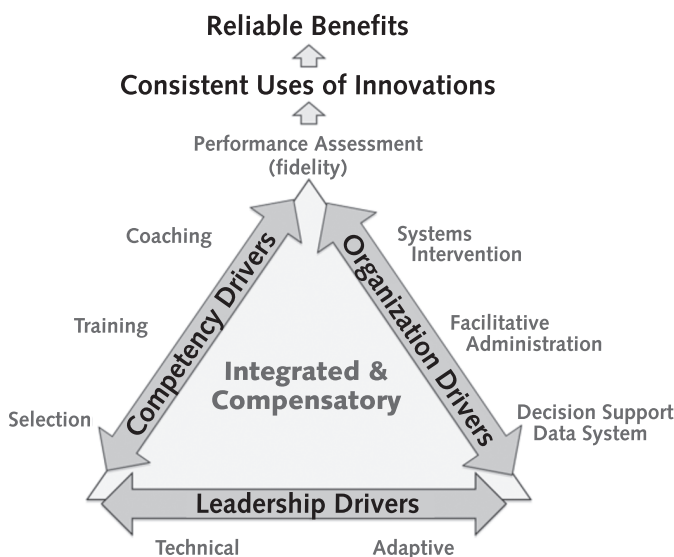 Reliable Benefits
Consistent Uses of Innovations
Performance Assessment
(fidelity)
Coaching
Training
Selection
Competency Drivers
Integrated &
Compensatory
Organization Drivers
Systems
Intervention
Facilitative
Administration
Decision Support
Data System
Leadership Drivers
Technical
Adaptive